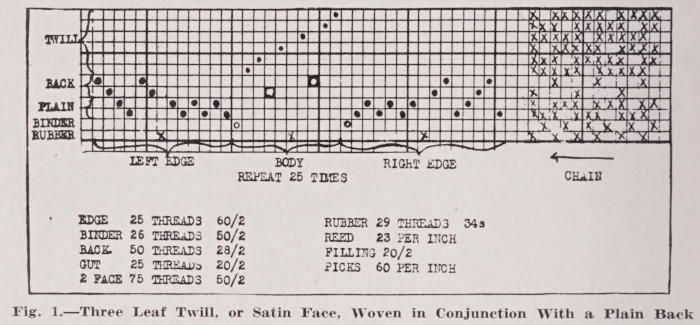 TWILL
BACK
PLAIN
BINDER
RUBBER
LEFT EDGE BODY RIGHT EDGE
REPEAT 25 TIMES CHAIN
EDGE 25 THREADS 60/2
BINDER 26 THREADS 50/2
BACK 50 THREADS 28/2
GUT 25 THREADS 20/2
2 FACE 75 THREADS 50/2
RUBBER 29 THREADS 34s
REED 23 PER INCH
FILLING 20/2
PICKS 60 PER INCH
Fig. 1.—Three Leaf Twill, or Satin Face, Woven in Conjunction With a Plain Back